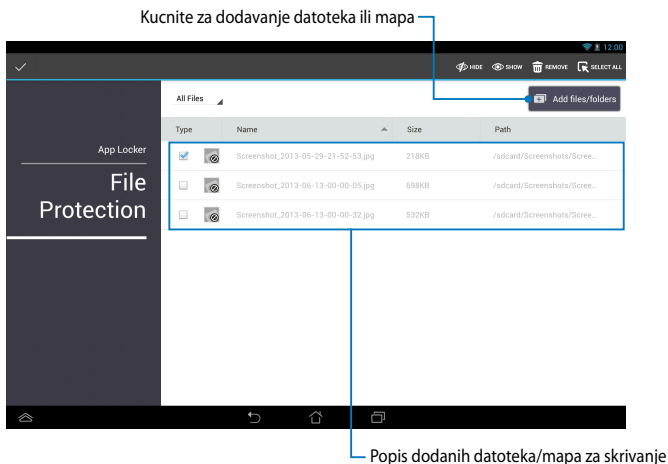 Kucnite za dodavanje datoteka ili mapa
12:00
HIDE SHOW REMOVE SELECT ALL
All Files
Add files/folders
Type Name Size Path
App Locker
File
Protection
Screenshot_2013-05-29-21-52-53.jpg 218KB /sdcard/Screenshots/Scree...
Screenshot_2013-06-13-00-00-05.jpg 698KB /sdcard/Screenshots/Scree...
Screenshot_2013-06-13-00-00-32.jpg 532KB /sdcard/Screenshots/Scree...
Popis dodanih datoteka/mapa za skrivanje